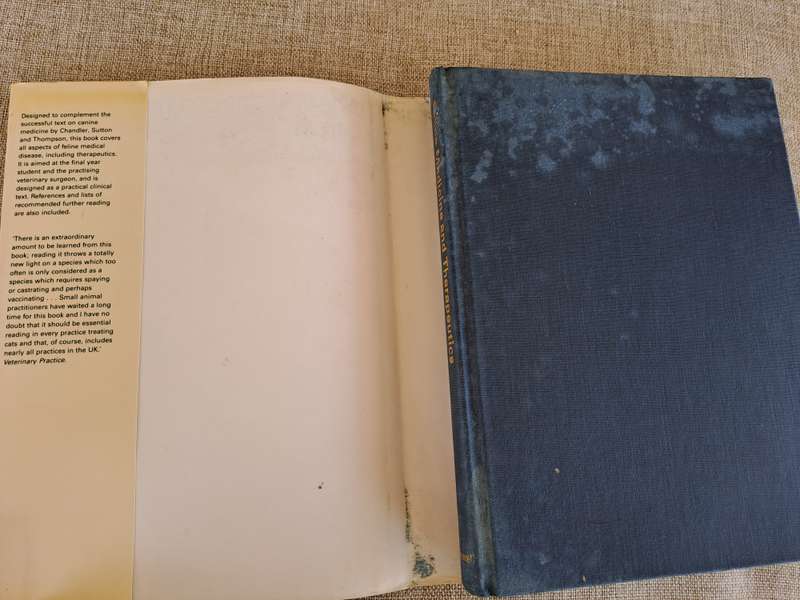 Designed to complement the
successful text on canine
medicine by Chandler, Sutton
and Thompson, this book covers
all aspects of feline medical
disease, including therapeutics.
It is aimed at the final year
student and the practising
veterinary surgeon, and is
designed as a practical clinical
text. References and lists of
recommended further reading
are also included.
'There is an extraordinary
amount to be learned from this
book; reading it throws a totally
new light on a species which too
often is only considered as a
species which requires spaying
or castrating and perhaps
vaccinating . . . Small animal
practitioners have waited a long
time for this book and I have no
doubt that it should be essential
reading in every practice treating
cats and that, of course, includes
nearly all practices in the UK.'
Veterinary Practice.
and Therapeutics